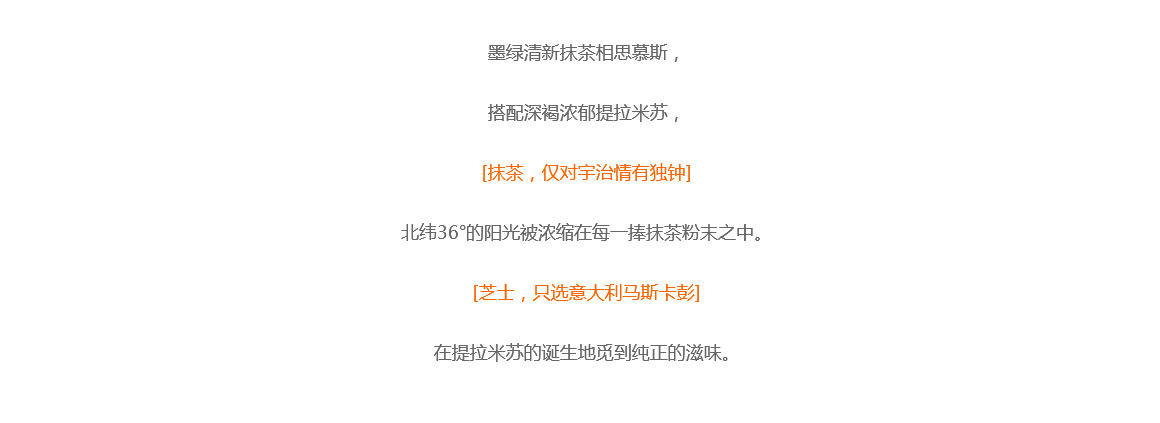 墨绿清新抹茶相思慕斯，
搭配深褐浓郁提拉米苏，
[抹茶，仅对宇治情有独钟]
北纬36°的阳光被浓缩在每一捧抹茶粉末之中。
[芝士，只选意大利马斯卡彭]
在提拉米苏的诞生地觅到纯正的滋味。